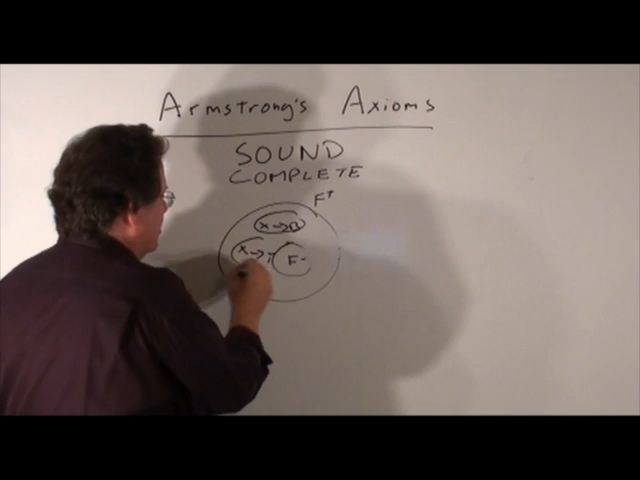 Armstrong's Axioms
SOUND
COMPLETE
F⁺
X→B
X→
F